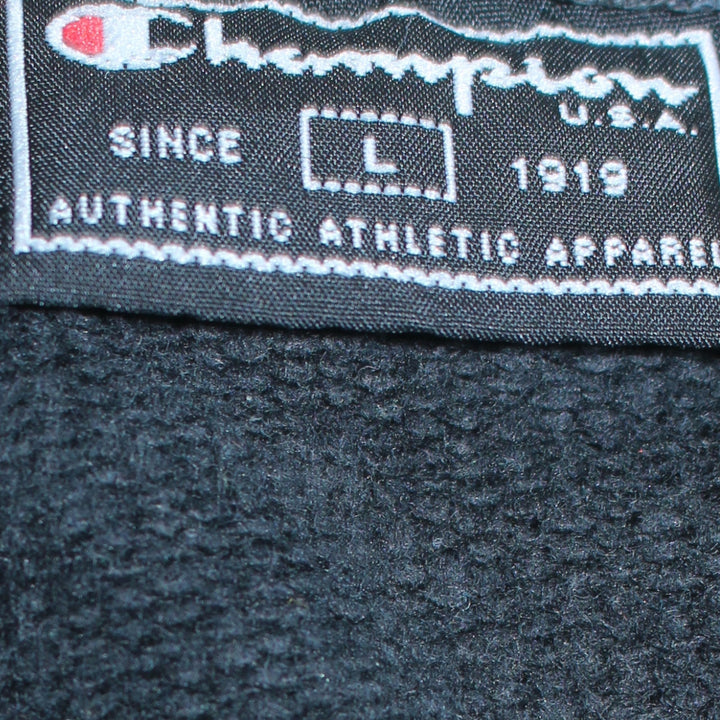 Champion
U.S.A.
SINCE L 1919
AUTHENTIC ATHLETIC APPAREL